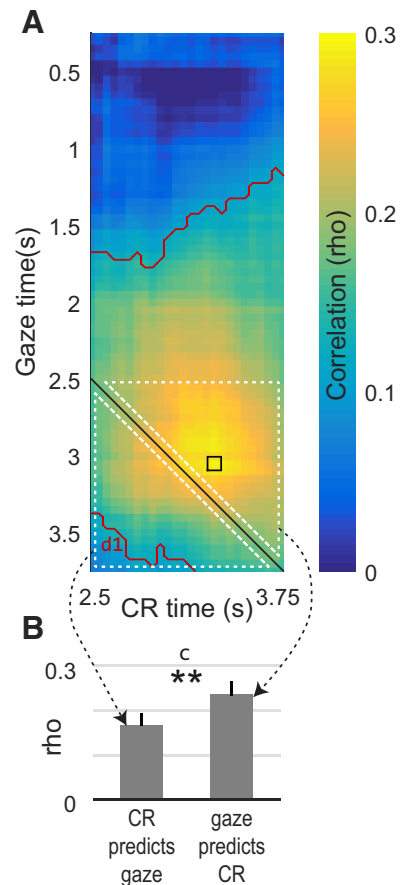 A
0.5
1
1.5
2
2.5
3
3.5
Gaze time(s)
2.5
CR time (s)
3.75
d1
0.3
0.2
0.1
0
Correlation (rho)
B
0.3
0
rho
c
**
CR
predicts
gaze
gaze
predicts
CR